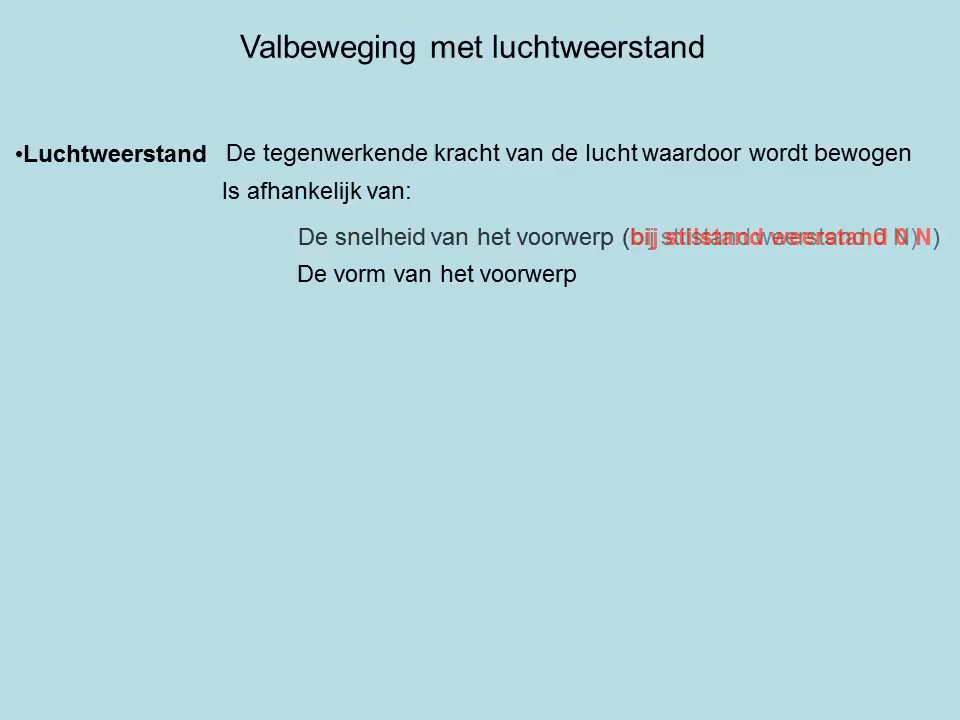 Valbeweging met luchtweerstand
•Luchtweerstand De tegenwerkende kracht van de lucht waardoor wordt bewogen
Is afhankelijk van:
De snelheid van het voorwerp (bij stilstand weerstand 0 N)
De vorm van het voorwerp